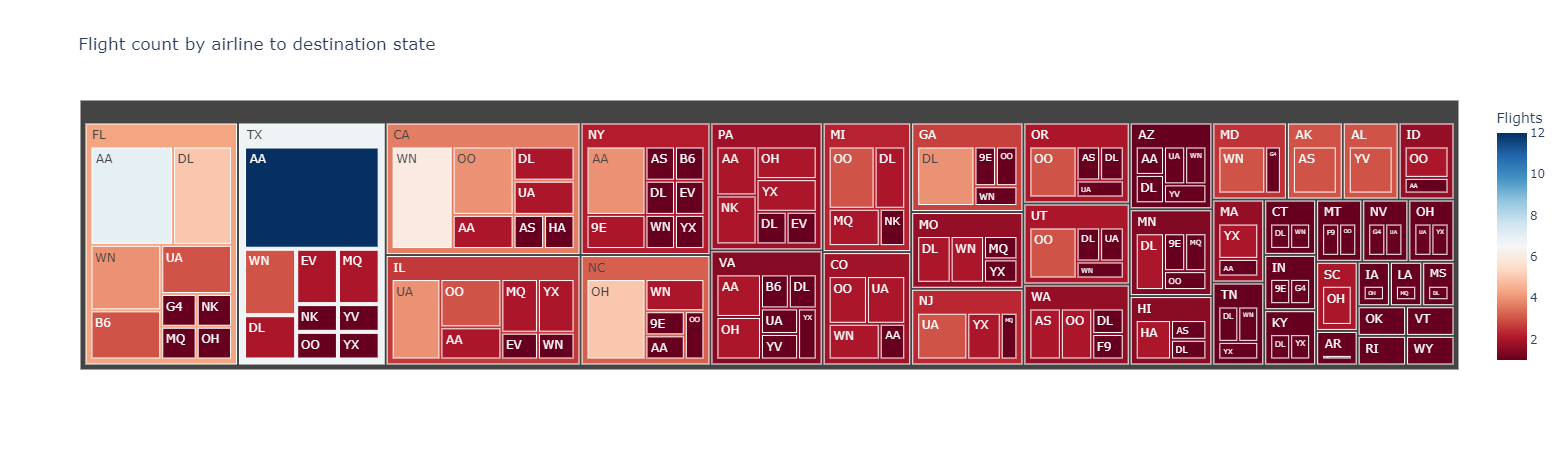 Flight count by airline to destination state
FL
AA
DL
WN
UA
B6
G4
NK
MQ
OH
TX
AA
WN
EV
MQ
DL
NK
YV
OO
YX
CA
WN
OO
DL
UA
AA
AS
HA
IL
UA
OO
MQ
YX
AA
EV
WN
NY
AA
AS
B6
DL
EV
9E
WN
YX
NC
OH
WN
9E
OO
AA
PA
AA
OH
YX
NK
DL
EV
VA
AA
B6
DL
UA
YX
OH
YV
MI
OO
DL
MQ
NK
CO
OO
UA
WN
AA
GA
DL
9E
OO
WN
MO
DL
WN
MQ
YX
NJ
UA
YX
MQ
OR
OO
AS
DL
UA
UT
OO
DL
UA
WN
WA
AS
OO
DL
F9
AZ
AA
UA
WN
DL
YV
MN
DL
9E
MQ
OO
HI
HA
AS
DL
MD
WN
G4
AK
AS
AL
YV
ID
OO
AA
MA
YX
AA
TN
DL
WN
YX
CT
DL
WN
MT
F9
OO
NV
G4
UA
OH
UA
YX
IN
9E
G4
KY
DL
YX
SC
OH
AR
IA
OH
LA
MQ
MS
DL
OK
VT
RI
WY
Flights
12
10
8
6
4
2